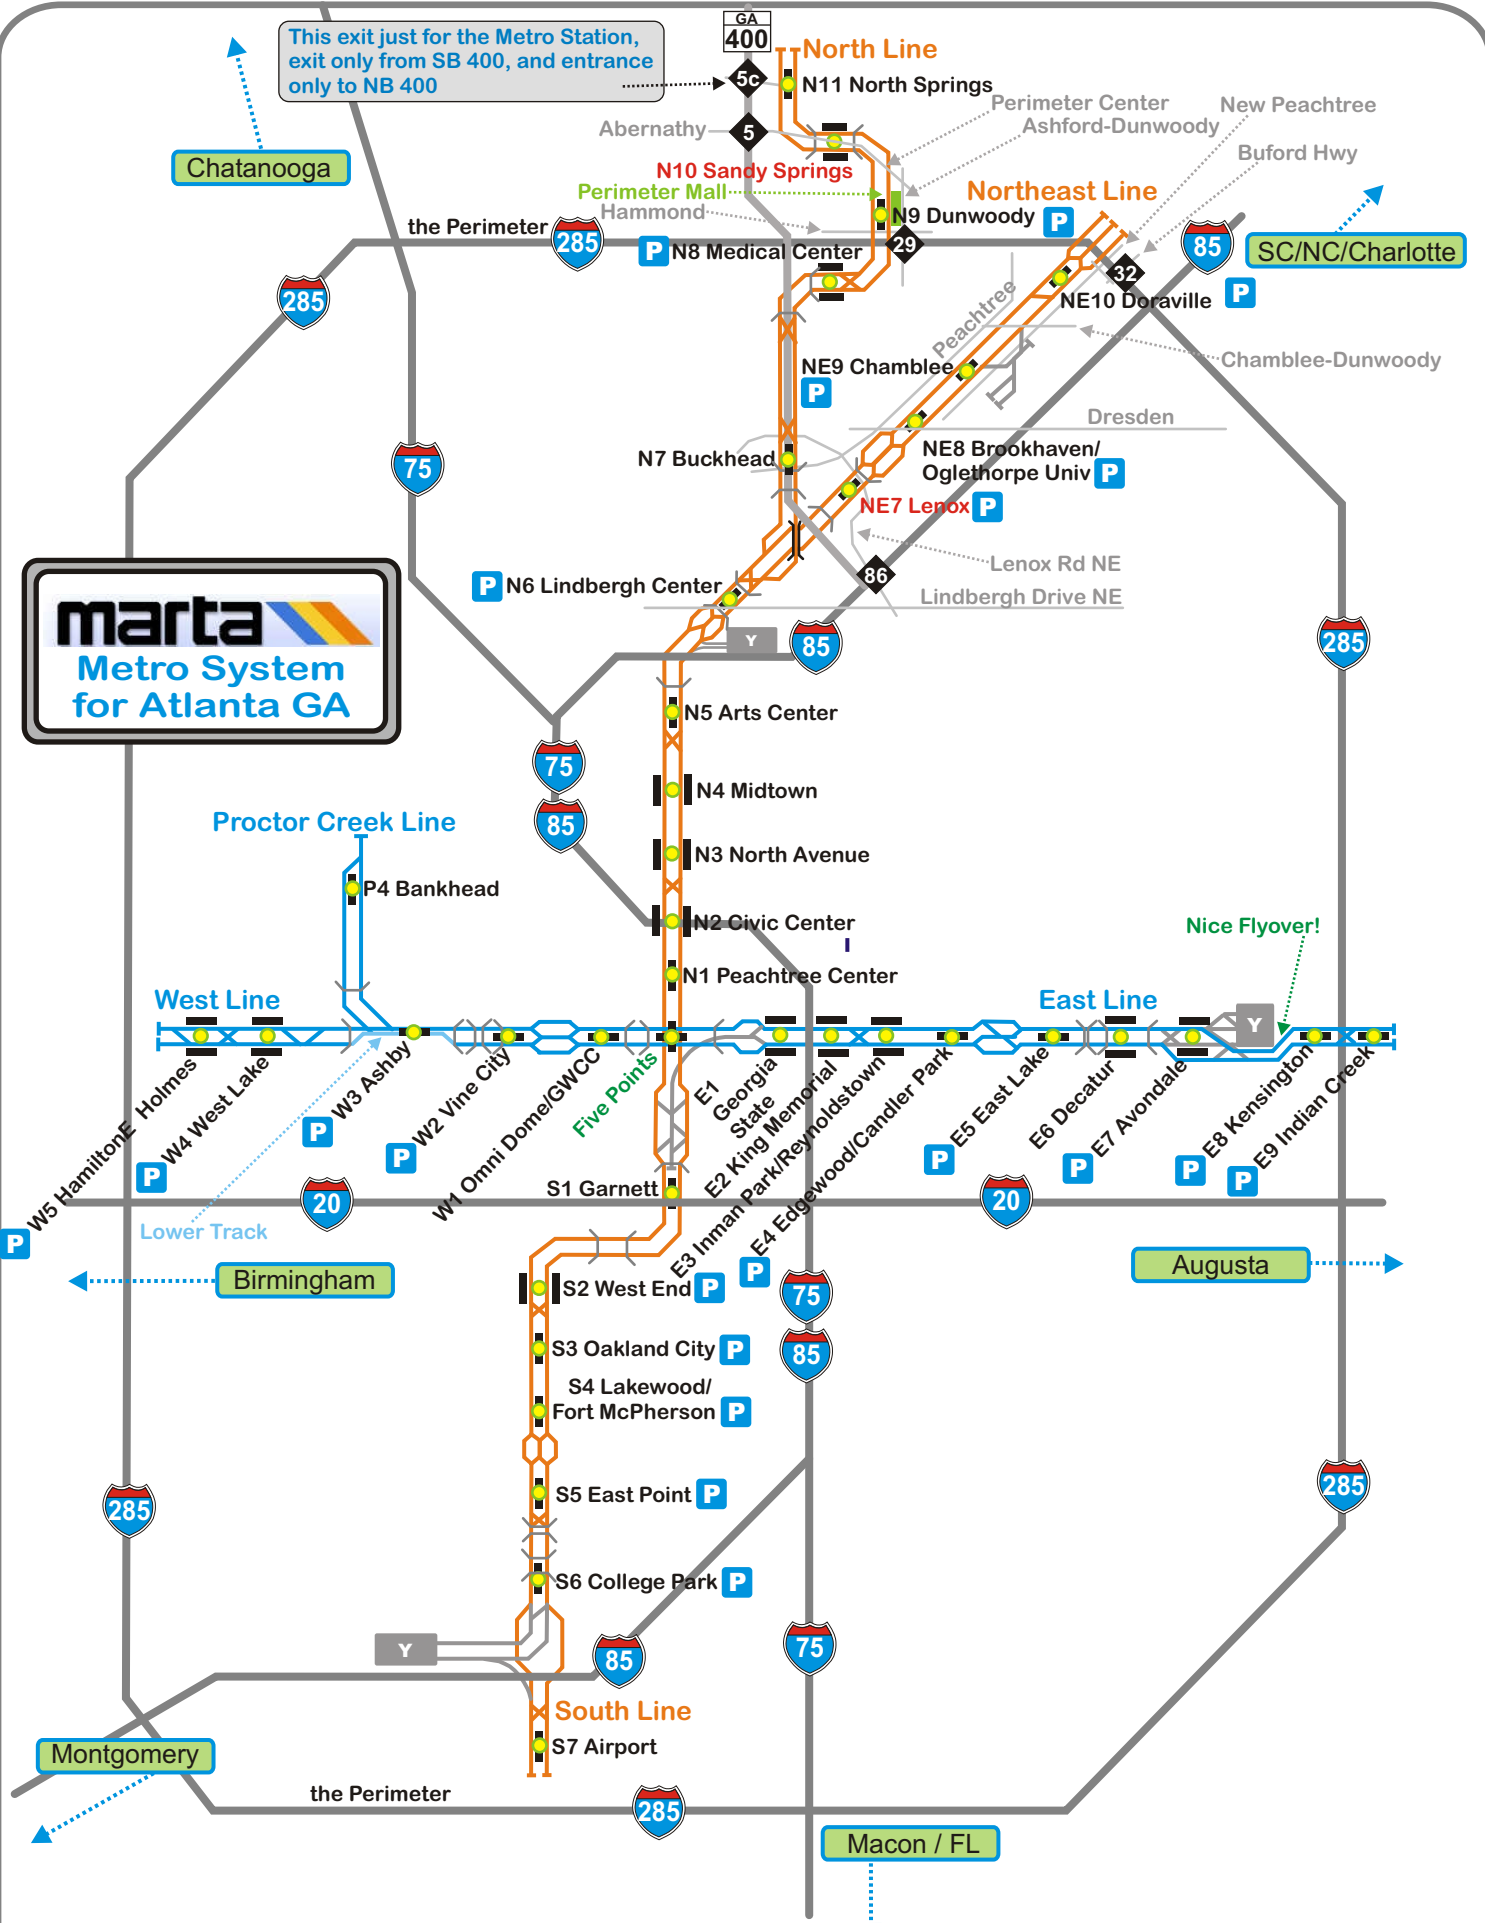 This exit just for the Metro Station,
exit only from SB 400, and entrance
only to NB 400
GA
400
North Line
5c
N11 North Springs
Perimeter Center
New Peachtree
Abernathy
5
Ashford-Dunwoody
Buford Hwy
Chatanooga
N10 Sandy Springs
Perimeter Mall
Northeast Line
Hammond
N9 Dunwoody
P
the Perimeter
285
29
85
SC/NC/Charlotte
P
N8 Medical Center
32
285
NE10 Doraville
P
Peachtree
Chamblee-Dunwoody
NE9 Chamblee
P
Dresden
75
N7 Buckhead
NE8 Brookhaven/
Oglethorpe Univ
P
NE7 Lenox
P
Lenox Rd NE
86
P
N6 Lindbergh Center
Lindbergh Drive NE
marta
Metro System
for Atlanta GA
Y
85
285
N5 Arts Center
75
N4 Midtown
85
Proctor Creek Line
N3 North Avenue
P4 Bankhead
N2 Civic Center
Nice Flyover!
N1 Peachtree Center
West Line
East Line
Y
W5 HamiltonE Holmes
P
W4 West Lake
P
W3 Ashby
P
W2 Vine City
P
W1 Omni Dome/GWCC
Five Points
E1
Georgia
State
E2 King Memorial
E3 Inman Park/Reynoldstown
E4 Edgewood/Candler Park
P
E5 East Lake
P
E6 Decatur
E7 Avondale
P
E8 Kensington
P
E9 Indian Creek
P
S1 Garnett
20
20
Lower Track
Birmingham
Augusta
S2 West End
P
75
S3 Oakland City
P
85
S4 Lakewood/
Fort McPherson
P
S5 East Point
P
285
285
S6 College Park
P
Y
85
75
South Line
S7 Airport
Montgomery
the Perimeter
285
Macon / FL